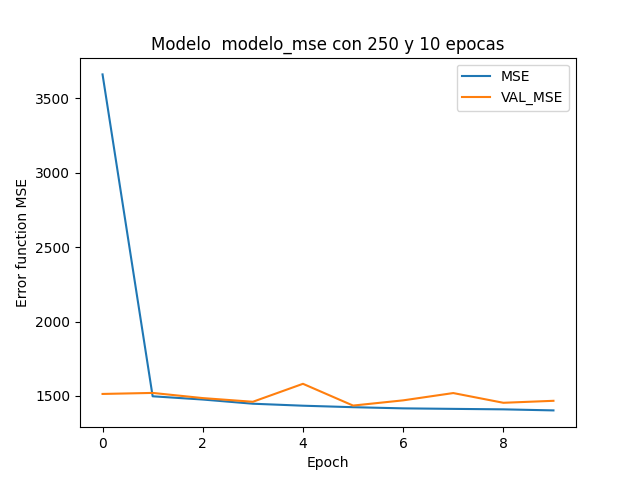 Modelo  modelo_mse con 250 y 10 epocas
MSE
VAL_MSE
Error function MSE
3500
3000
2500
2000
1500
0 2 4 6 8
Epoch